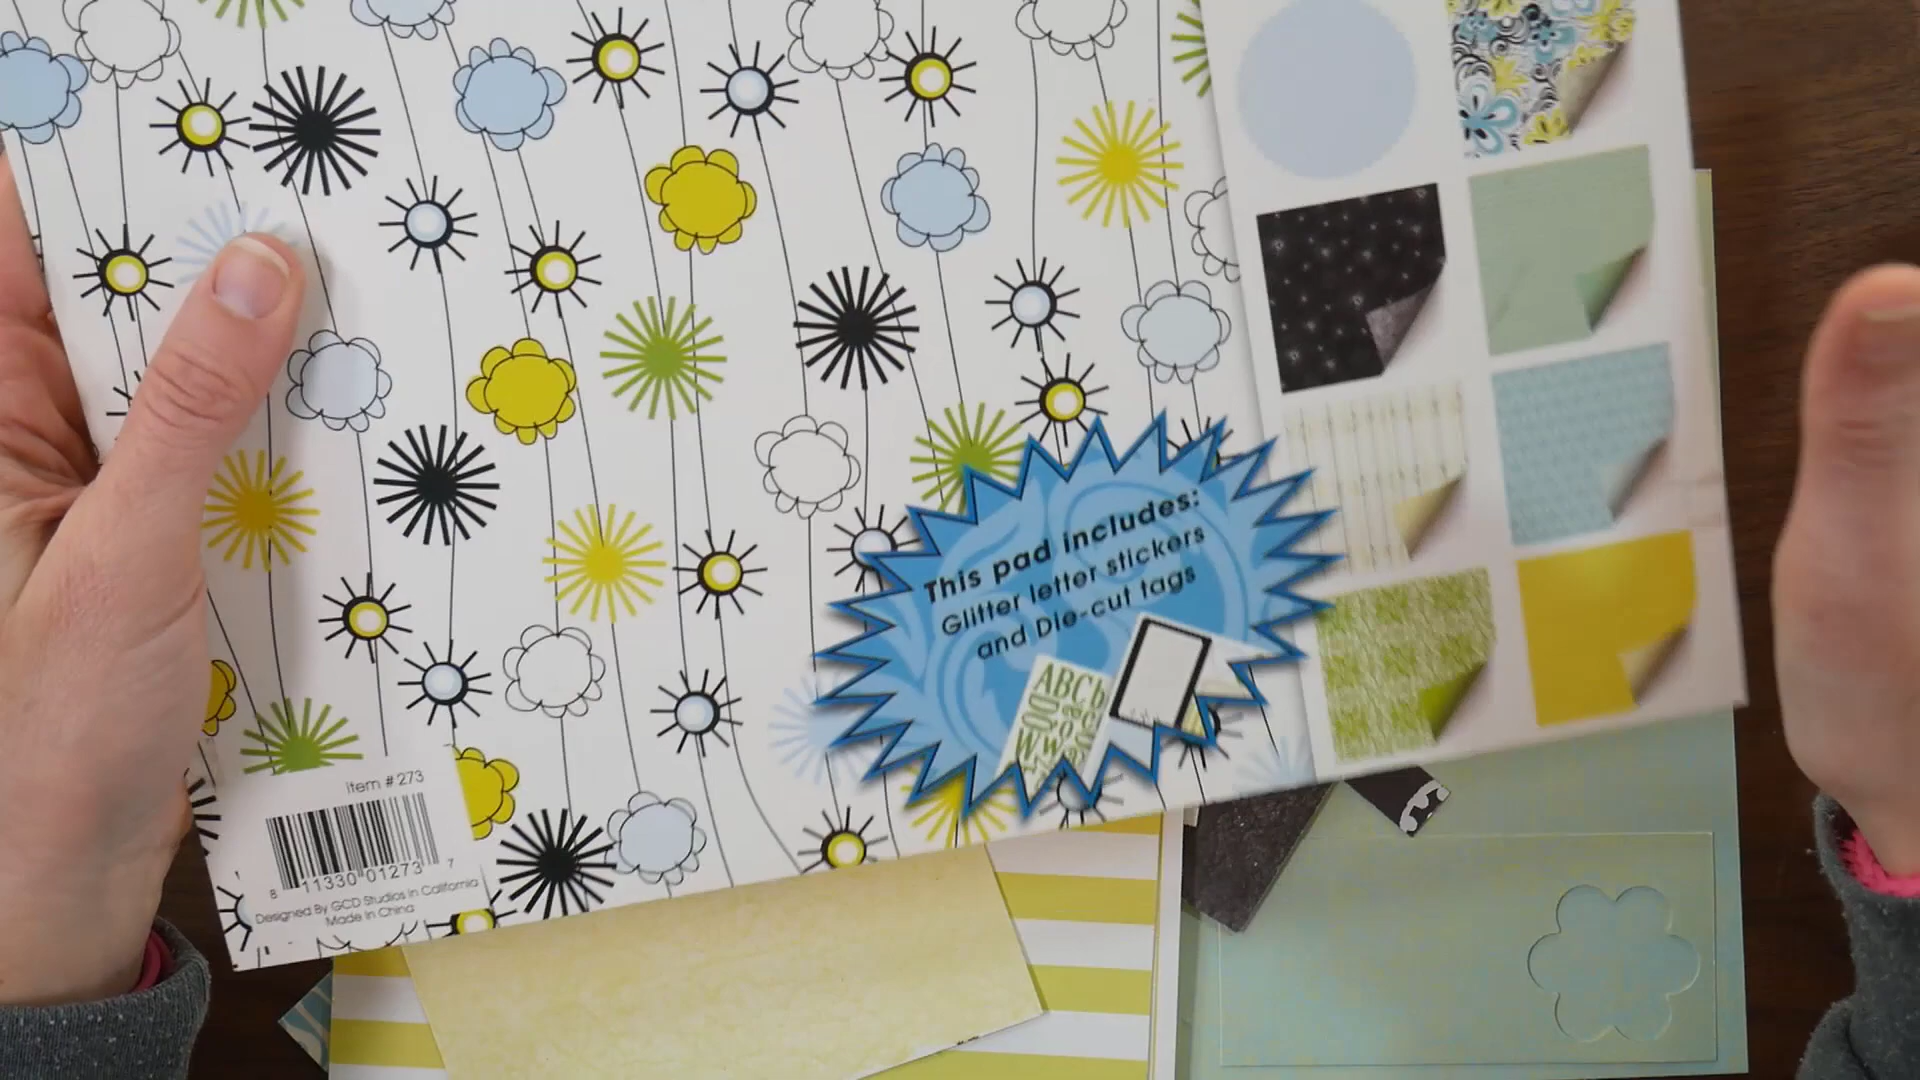 This pad includes:
Glitter letter stickers
and Die-cut tags
ABCb
item #273
8 11330 01273 7
Designed By GCD Studios in California
Made in China